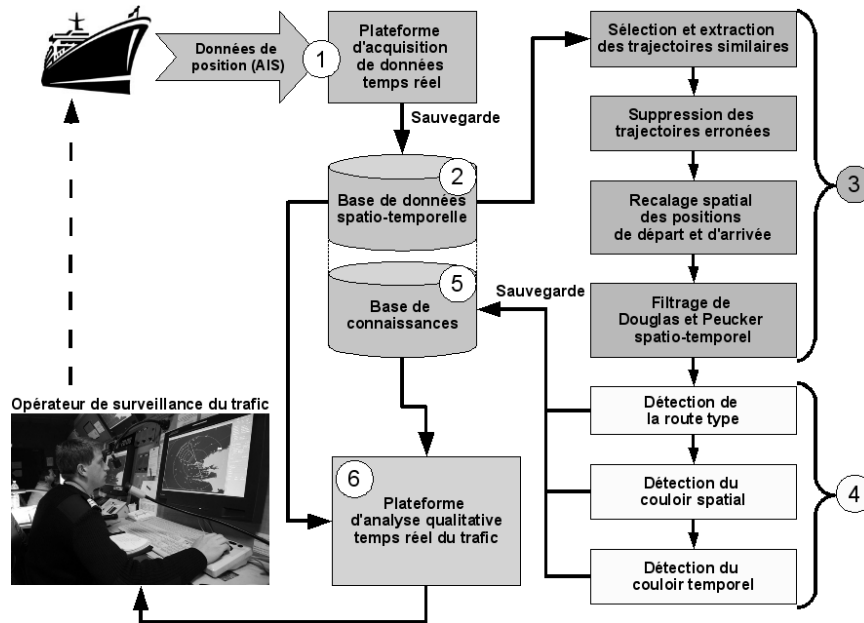 Données de
position (AIS)
1
Plateforme
d'acquisition
de données
temps réel
Sauvegarde
2
Base de données
spatio-temporelle
5
Base de
connaissances
Sauvegarde
Sélection et extraction
des trajectoires similaires
Suppression des
trajectoires erronées
Recalage spatial
des positions
de départ et d'arrivée
Filtrage de
Douglas et Peucker
spatio-temporel
3
Détection de
la route type
Détection du
couloir spatial
Détection du
couloir temporel
4
6
Plateforme
d'analyse qualitative
temps réel du trafic
Opérateur de surveillance du trafic